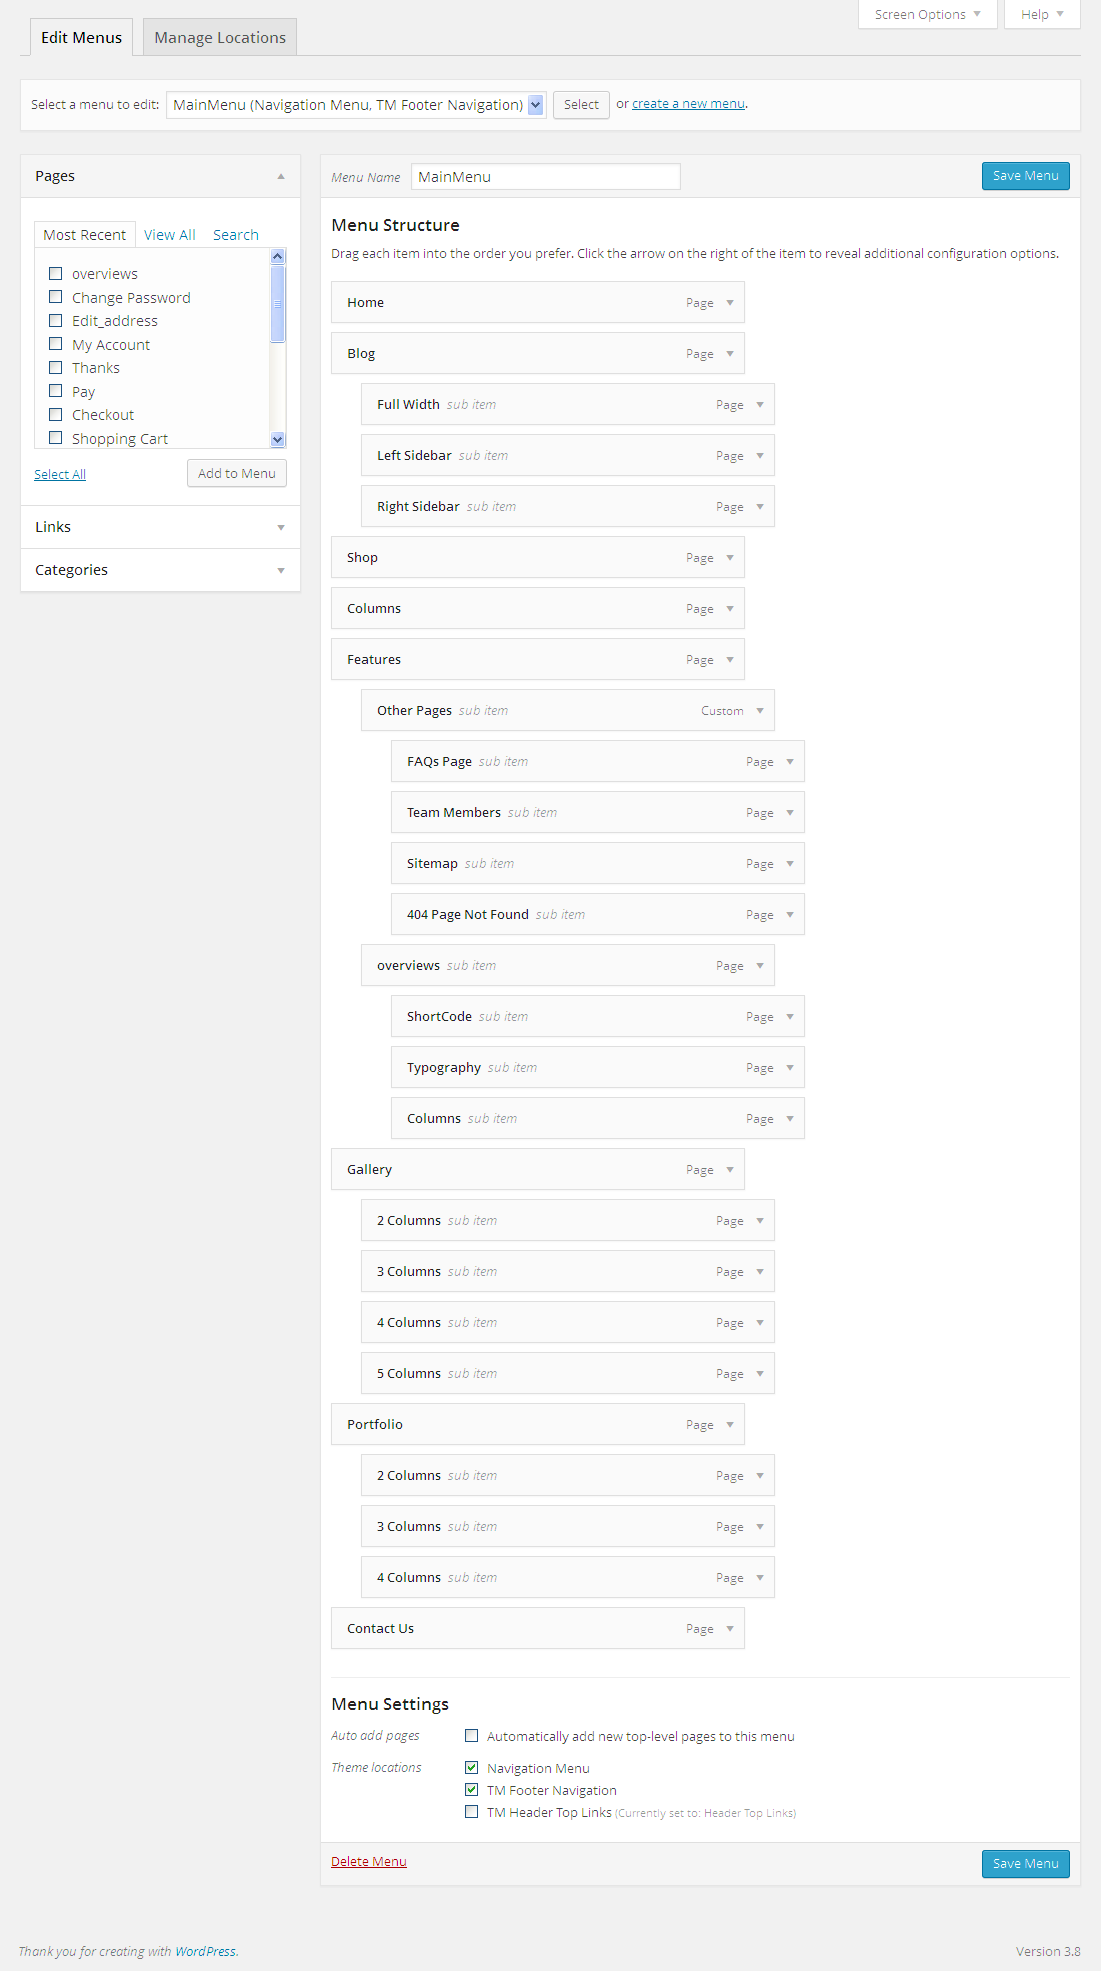 Screen Options
Help
Edit Menus
Manage Locations
Select a menu to edit: MainMenu (Navigation Menu, TM Footer Navigation) Select or create a new menu.
Pages
Most Recent View All Search
overviews
Change Password
Edit_address
My Account
Thanks
Pay
Checkout
Shopping Cart
Select All Add to Menu
Links
Categories
Menu Name MainMenu Save Menu
Menu Structure
Drag each item into the order you prefer. Click the arrow on the right of the item to reveal additional configuration options.
Home Page
Blog Page
Full Width sub item Page
Left Sidebar sub item Page
Right Sidebar sub item Page
Shop Page
Columns Page
Features Page
Other Pages sub item Custom
FAQs Page sub item Page
Team Members sub item Page
Sitemap sub item Page
404 Page Not Found sub item Page
overviews sub item Page
ShortCode sub item Page
Typography sub item Page
Columns sub item Page
Gallery Page
2 Columns sub item Page
3 Columns sub item Page
4 Columns sub item Page
5 Columns sub item Page
Portfolio Page
2 Columns sub item Page
3 Columns sub item Page
4 Columns sub item Page
Contact Us Page
Menu Settings
Auto add pages Automatically add new top-level pages to this menu
Theme locations Navigation Menu
TM Footer Navigation
TM Header Top Links (Currently set to: Header Top Links)
Delete Menu Save Menu
Thank you for creating with WordPress. Version 3.8